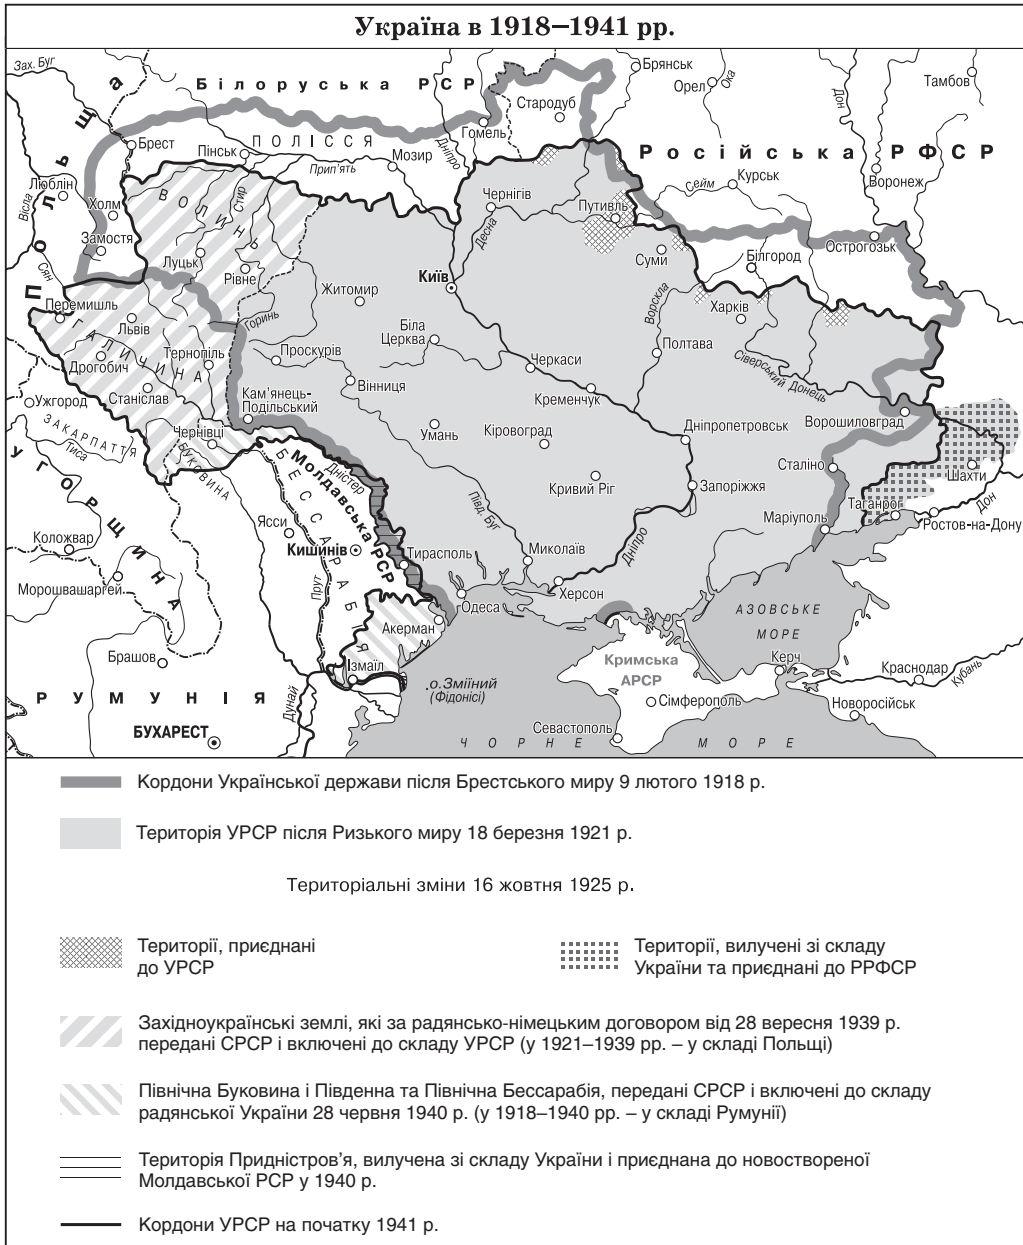 Україна в 1918–1941 рр.
Зах. Буг
Польща
Білоруська РСР
Брянськ
Орел
Ока
Дон
Тамбов
Стародуб
Гомель
Дніпро
Брест
Пінськ
ПОЛІССЯ
Мозир
Прип'ять
Російська РФСР
Люблін
Вісла
Холм
Замостя
ВОЛИНЬ
Стир
Чернігів
Десна
Путивль
Сейм
Курськ
Воронеж
Острогозьк
Луцьк
Рівне
Суми
Білгород
Сян
Перемишль
Львів
Горинь
Житомир
Київ
Ворскла
Харків
ГАЛИЧИНА
Дрогобич
Тернопіль
Проскурів
Біла
Церква
Черкаси
Полтава
Сіверський Донець
Станіслав
Вінниця
Кременчук
Ужгород
Кам'янець-
Подільський
Ворошиловград
ЗАКАРПАТТЯ
Тиса
Чернівці
БУКОВИНА
Умань
Кіровоград
Дніпропетровськ
УГОРЩИНА
БЕССАРАБІЯ
Молдавська РСР
Дністер
Сталіно
Шахти
Кривий Ріг
Запоріжжя
Таганрог
Дон
Ростов-на-Дону
Маріуполь
Півд. Буг
Коложвар
Ясси
Кишинів
Прут
Миколаїв
Дніпро
Морошвашаргей
Тирасполь
Одеса
Херсон
АЗОВСЬКЕ
МОРЕ
Акерман
Брашов
Ізмаїл
Кримська
АРСР
Керч
Краснодар
Кубань
РУМУНІЯ
Дунай
о.Зміїний
(Фідонісі)
Сімферополь
Новоросійськ
БУХАРЕСТ
Севастополь
ЧОРНЕ МОРЕ
Кордони Української держави після Брестського миру 9 лютого 1918 р.
Територія УРСР після Ризького миру 18 березня 1921 р.
Територіальні зміни 16 жовтня 1925 р.
Території, приєднані
до УРСР
Території, вилучені зі складу
України та приєднані до РРФСР
Західноукраїнські землі, які за радянсько-німецьким договором від 28 вересня 1939 р.
передані СРСР і включені до складу УРСР (у 1921–1939 рр. – у складі Польщі)
Північна Буковина і Південна та Північна Бессарабія, передані СРСР і включені до складу
радянської України 28 червня 1940 р. (у 1918–1940 рр. – у складі Румунії)
Територія Придністров'я, вилучена зі складу України і приєднана до новоствореної
Молдавської РСР у 1940 р.
Кордони УРСР на початку 1941 р.